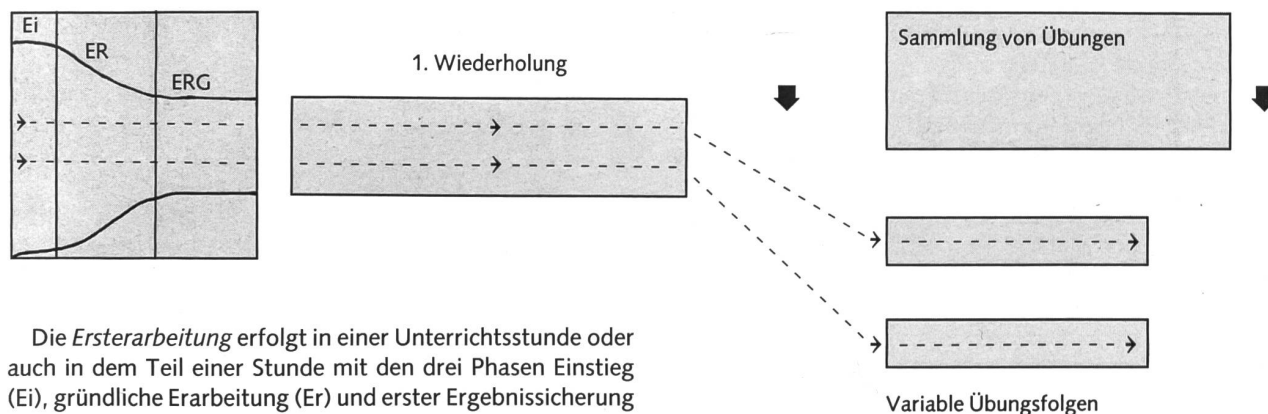 Ei
ER
ERG
1. Wiederholung
Sammlung von Übungen
Die Ersterarbeitung erfolgt in einer Unterrichtsstunde oder
auch in dem Teil einer Stunde mit den drei Phasen Einstieg
(Ei), gründliche Erarbeitung (Er) und erster Ergebnissicherung
Variable Übungsfolgen